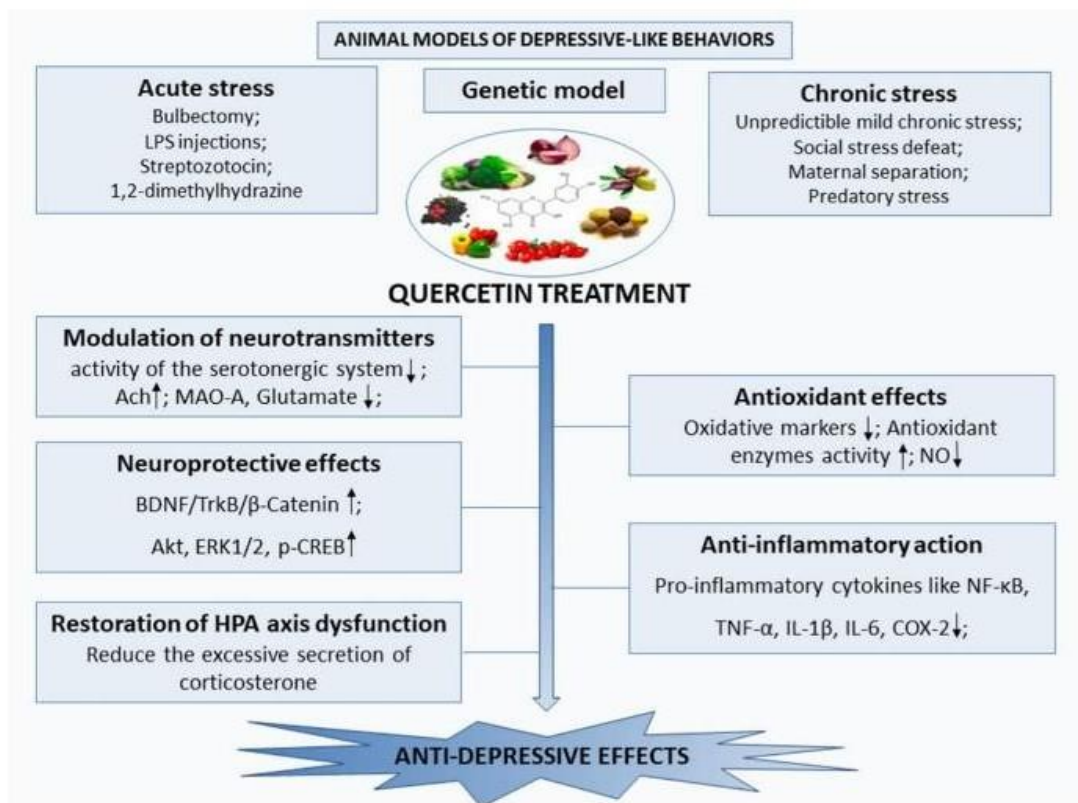 ANIMAL MODELS OF DEPRESSIVE-LIKE BEHAVIORS
Acute stress
Bulbectomy;
LPS injections;
Streptozotocin;
1,2-dimethylhydrazine
Genetic model
Chronic stress
Unpredictible mild chronic stress;
Social stress defeat;
Maternal separation;
Predatory stress
QUERCETIN TREATMENT
Modulation of neurotransmitters
activity of the serotonergic system↓;
Ach↑; MAO-A, Glutamate ↓;
Antioxidant effects
Oxidative markers ↓; Antioxidant
enzymes activity ↑; NO↓
Neuroprotective effects
BDNF/TrkB/β-Catenin ↑;
Akt, ERK1/2, p-CREB↑
Anti-inflammatory action
Pro-inflammatory cytokines like NF-κB,
TNF-α, IL-1β, IL-6, COX-2↓;
Restoration of HPA axis dysfunction
Reduce the excessive secretion of
corticosterone
ANTI-DEPRESSIVE EFFECTS